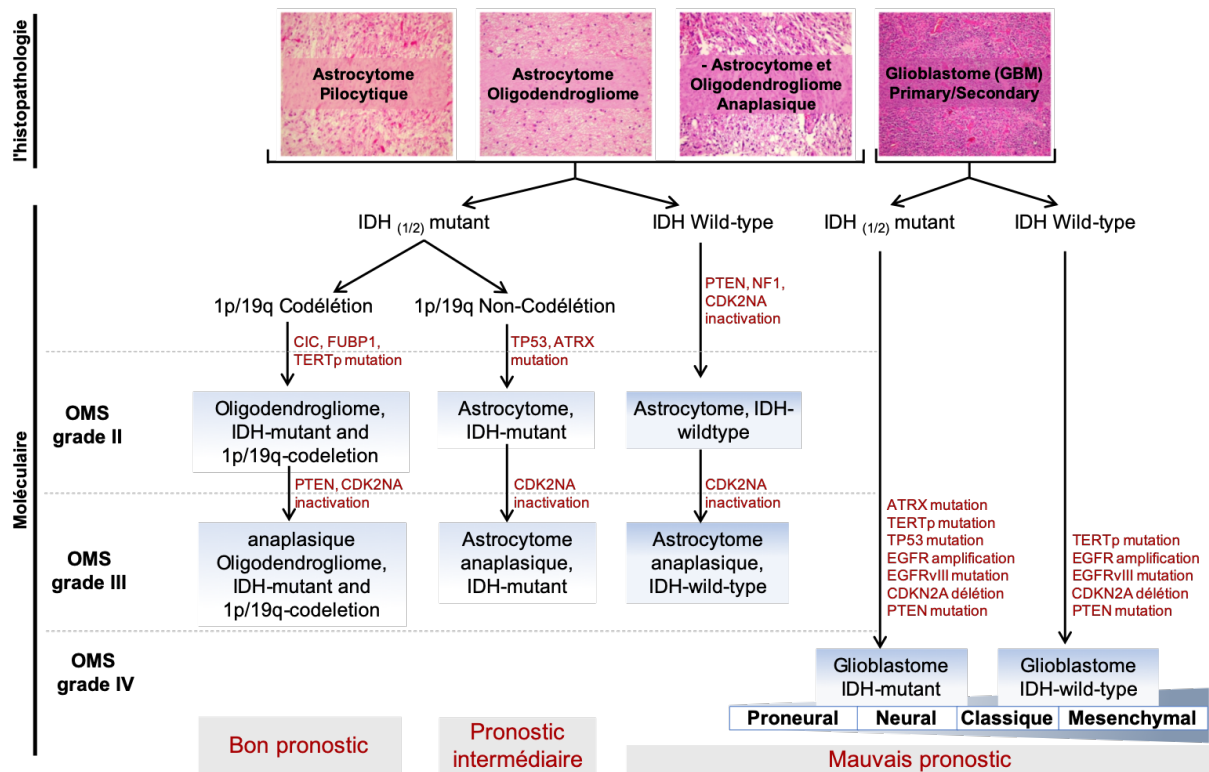 l'histopathologie
Astrocytome
Pilocytique
Astrocytome
Oligodendrogliome
- Astrocytome et
Oligodendrogliome
Anaplasique
Glioblastome (GBM)
Primary/Secondary
Moléculaire
IDH (1/2) mutant
IDH Wild-type
IDH (1/2) mutant
IDH Wild-type
1p/19q Codélétion
1p/19q Non-Codélétion
PTEN, NF1,
CDK2NA
inactivation
CIC, FUBP1,
TERTp mutation
TP53, ATRX
mutation
OMS
grade II
Oligodendrogliome,
IDH-mutant and
1p/19q-codeletion
Astrocytome,
IDH-mutant
Astrocytome, IDH-
wildtype
PTEN, CDK2NA
inactivation
CDK2NA
inactivation
CDK2NA
inactivation
OMS
grade III
anaplasique
Oligodendrogliome,
IDH-mutant and
1p/19q-codeletion
Astrocytome
anaplasique,
IDH-mutant
Astrocytome
anaplasique,
IDH-wild-type
ATRX mutation
TERTp mutation
TP53 mutation
EGFR amplification
EGFRvIII mutation
CDKN2A délétion
PTEN mutation
TERTp mutation
EGFR amplification
EGFRvIII mutation
CDKN2A délétion
PTEN mutation
OMS
grade IV
Glioblastome
IDH-mutant
Glioblastome
IDH-wild-type
Proneural
Neural
Classique
Mesenchymal
Bon pronostic
Pronostic
intermédiaire
Mauvais pronostic